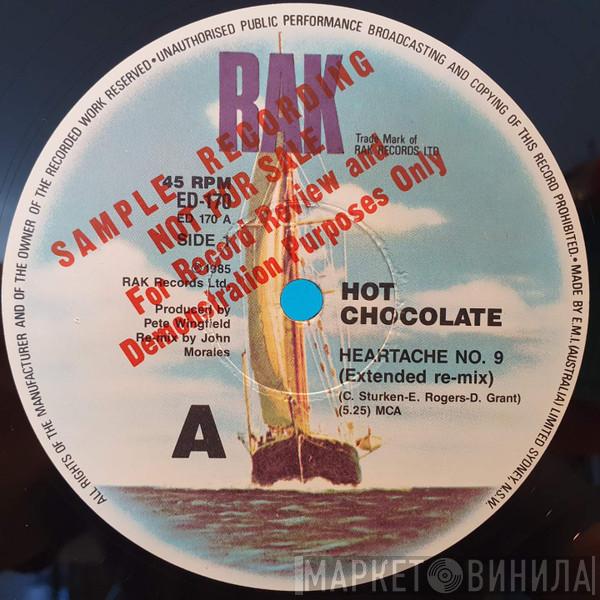 ALL RIGHTS OF THE MANUFACTURER AND OF THE OWNER OF THE RECORDED WORK RESERVED • UNAUTHORISED PUBLIC PERFORMANCE BROADCASTING AND COPYING OF THIS RECORD PROHIBITED. • MADE BY E.M.I. (AUSTRALIA) LIMITED SYDNEY, N.S.W.
RAK
Trade Mark of
RAK RECORDS LTD
SAMPLE RECORDING
NOT FOR SALE
For Record Review and
Demonstration Purposes Only
45 RPM
ED-170
ED 170 A
SIDE 1
℗1985
RAK Records Ltd.
Produced by
Pete Wingfield
Re-mix by John
Morales
A
HOT
CHOCOLATE
HEARTACHE NO. 9
(Extended re-mix)
(C. Sturken-E. Rogers-D. Grant)
(5.25) MCA
МАРКЕТ ВИНИЛА